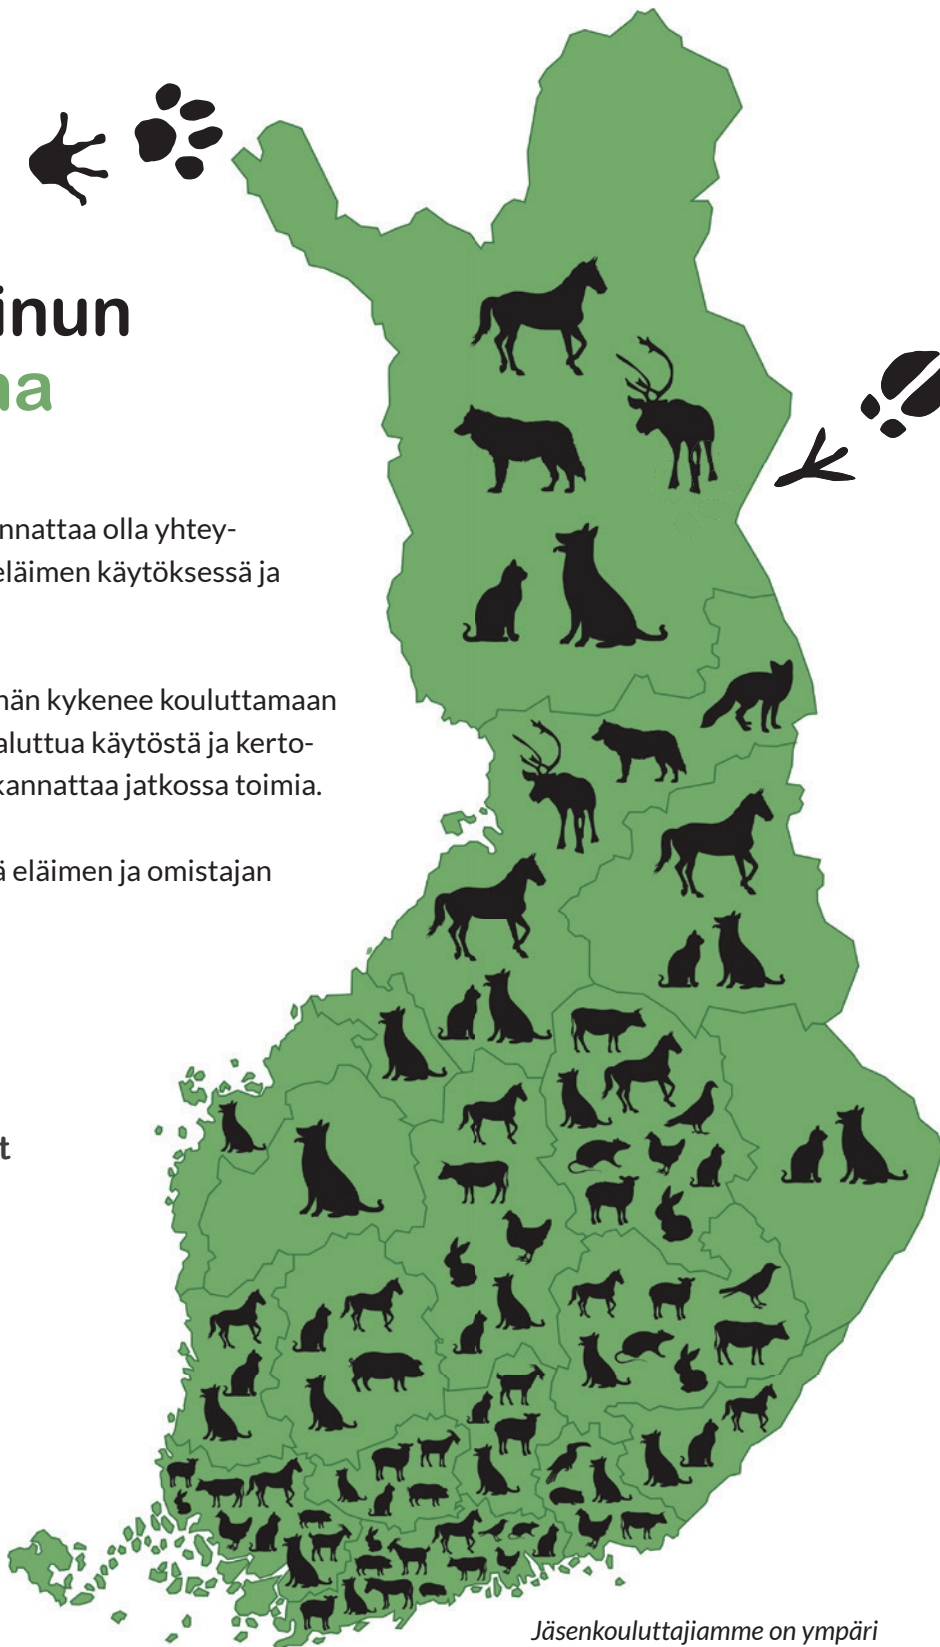 inun
na
nnattaa olla yhtey-
eläimen käytöksessä ja
hän kykenee kouluttamaan
aluttua käytöstä ja kerto-
kannattaa jatkossa toimia.
ä eläimen ja omistajan
t
Jäsenkouluttajiamme on ympäri